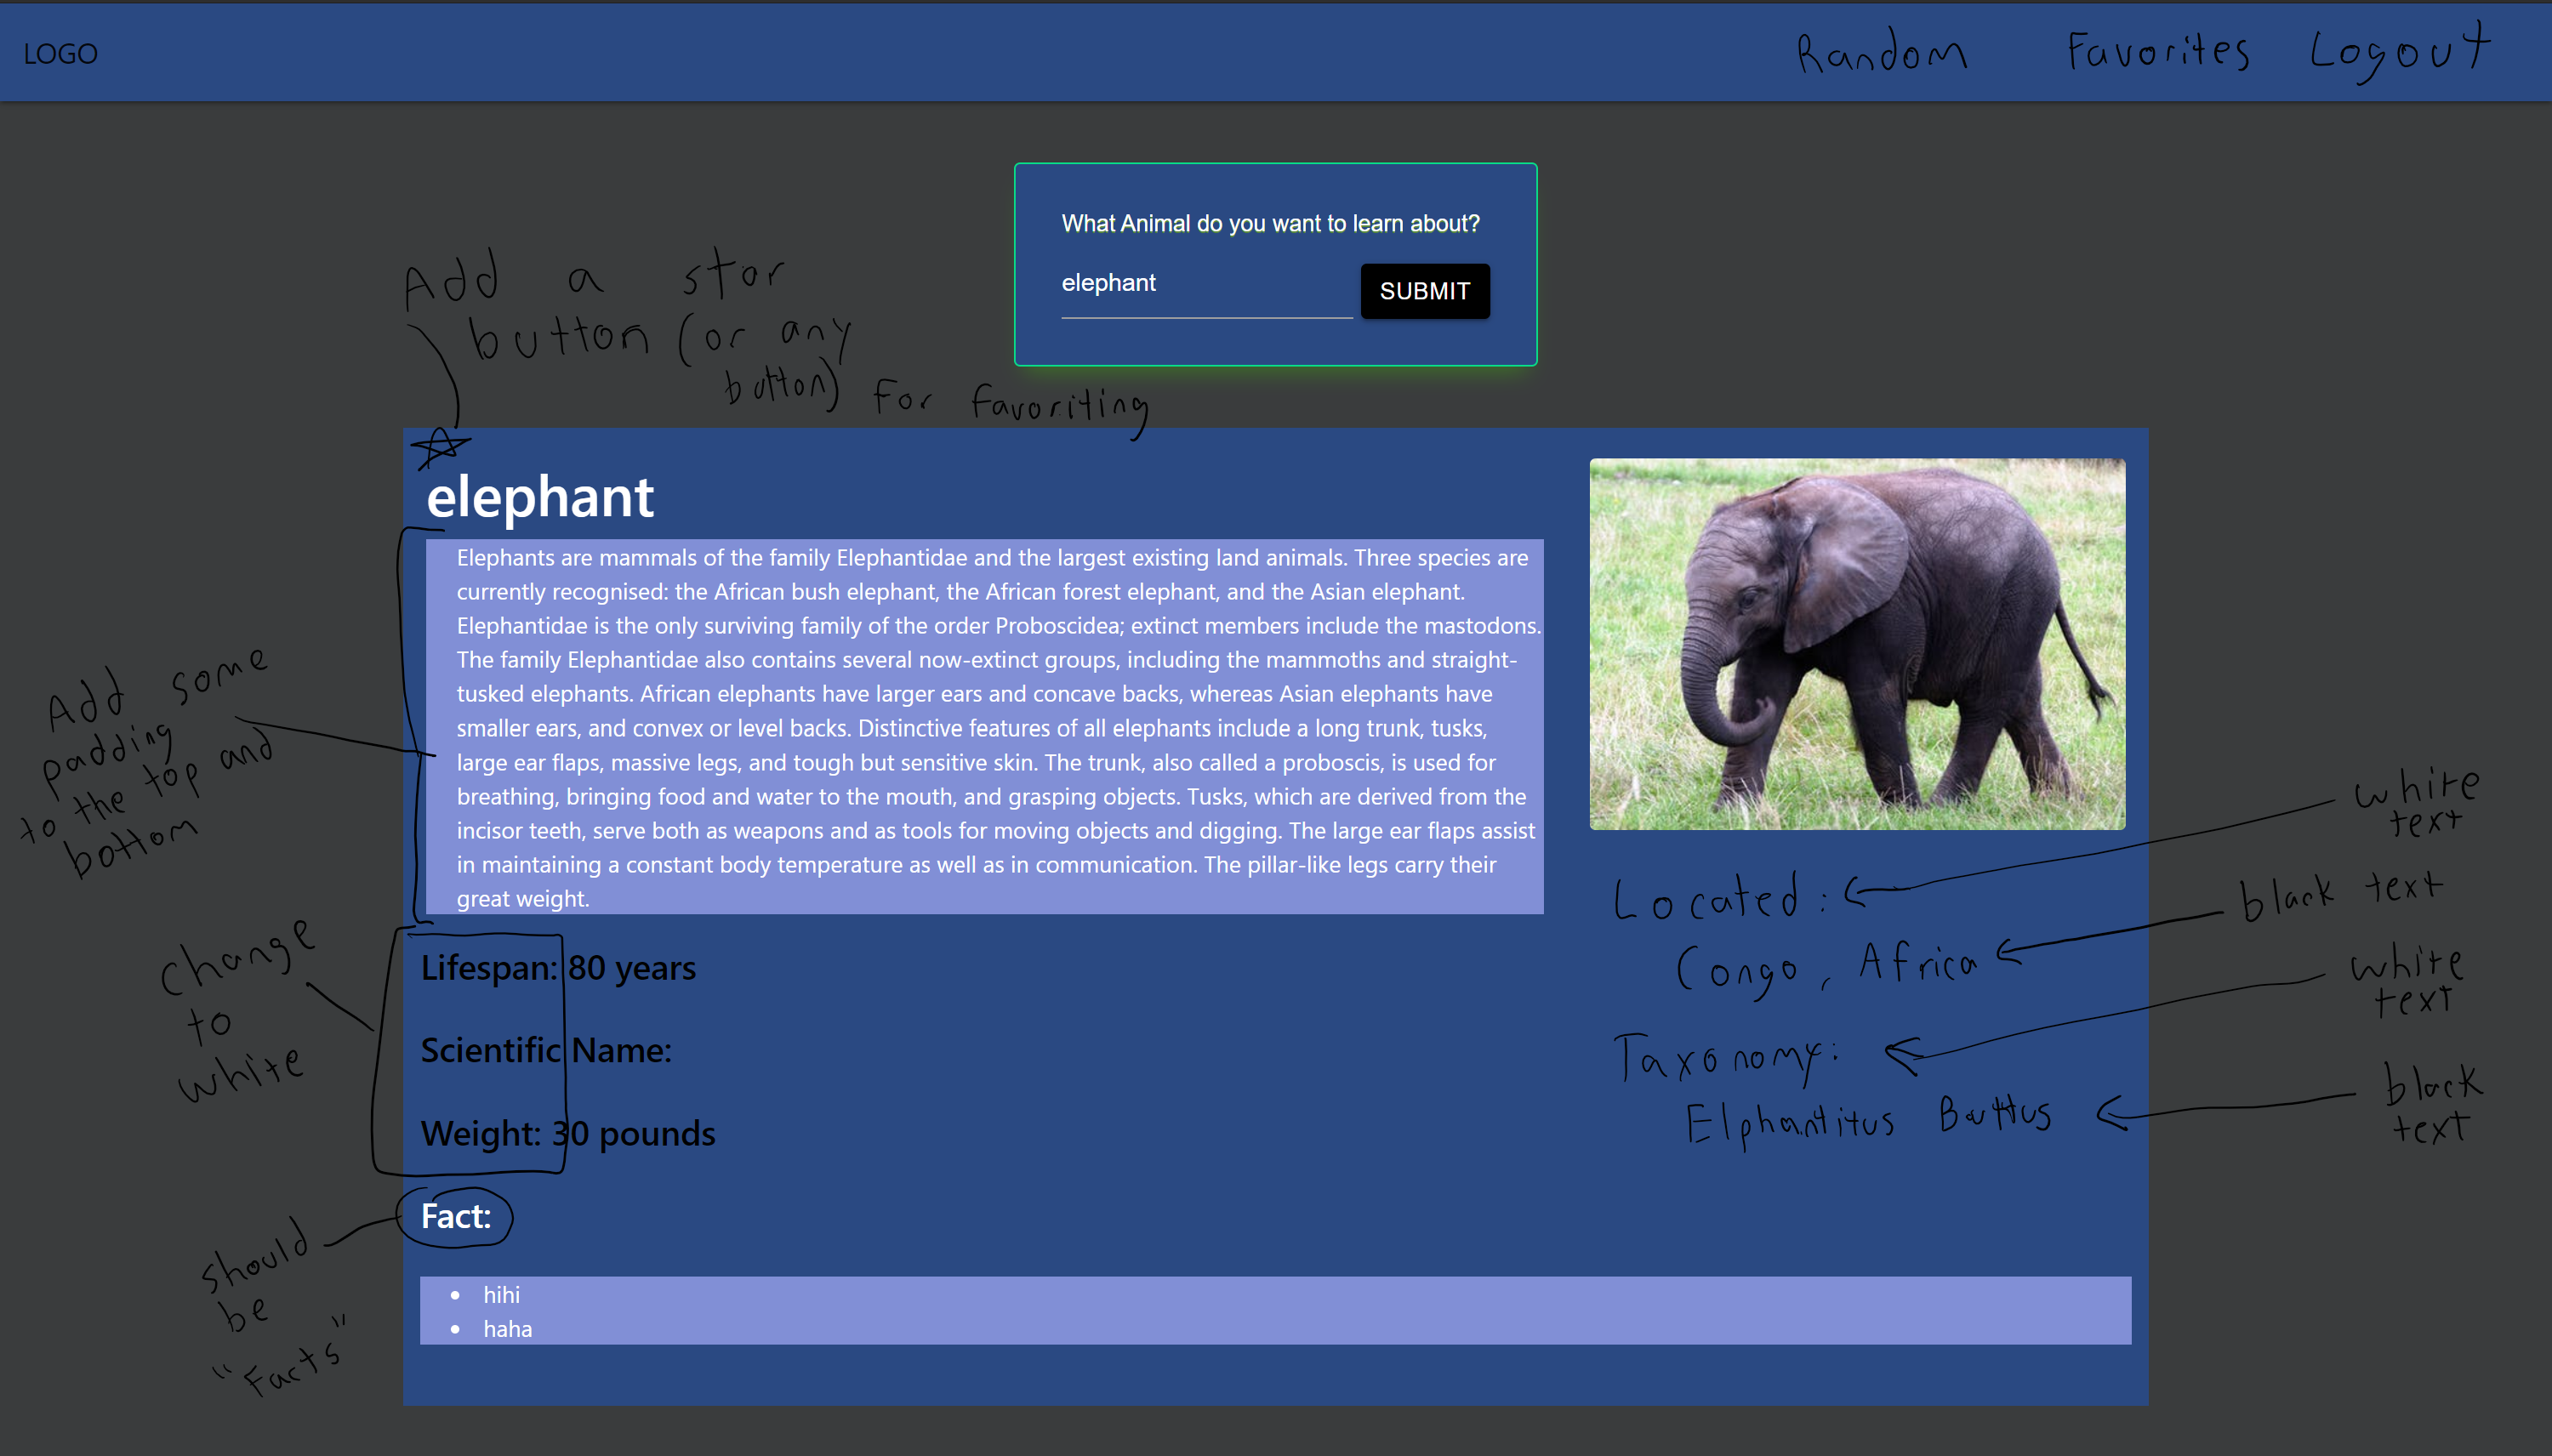 LOGO
Random Favorites Logout
What Animal do you want to learn about?
elephant SUBMIT
Add a star
button (or any
button) for favoriting
elephant
Elephants are mammals of the family Elephantidae and the largest existing land animals. Three species are
currently recognised: the African bush elephant, the African forest elephant, and the Asian elephant.
Elephantidae is the only surviving family of the order Proboscidea; extinct members include the mastodons.
The family Elephantidae also contains several now-extinct groups, including the mammoths and straight-
tusked elephants. African elephants have larger ears and concave backs, whereas Asian elephants have
smaller ears, and convex or level backs. Distinctive features of all elephants include a long trunk, tusks,
large ear flaps, massive legs, and tough but sensitive skin. The trunk, also called a proboscis, is used for
breathing, bringing food and water to the mouth, and grasping objects. Tusks, which are derived from the
incisor teeth, serve both as weapons and as tools for moving objects and digging. The large ear flaps assist
in maintaining a constant body temperature as well as in communication. The pillar-like legs carry their
great weight.
Add some
padding
to the top and
bottom
Lifespan: 80 years
Scientific Name:
Weight: 30 pounds
Change
to
white
Fact:
should
be
"Facts"
hihi
haha
Located:
Congo, Africa
Taxonomy:
Elphantitus Buttus
white
text
black text
white
text
black
text